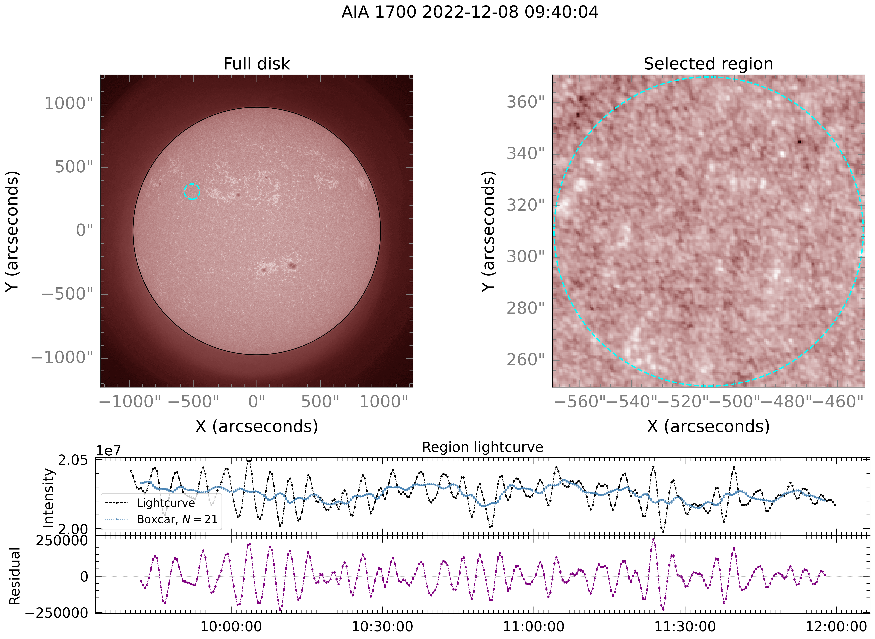 AIA 1700 2022-12-08 09:40:04
Full disk
Selected region
1000"
500"
0"
−500"
−1000"
Y (arcseconds)
−1000" −500" 0" 500" 1000"
X (arcseconds)
360"
340"
320"
300"
280"
260"
Y (arcseconds)
−560" −540" −520" −500" −480" −460"
X (arcseconds)
Region lightcurve
1e7
2.05
2.00
Intensity
Lightcurve
Boxcar, N = 21
250000
0
−250000
Residual
10:00:00 10:30:00 11:00:00 11:30:00 12:00:00